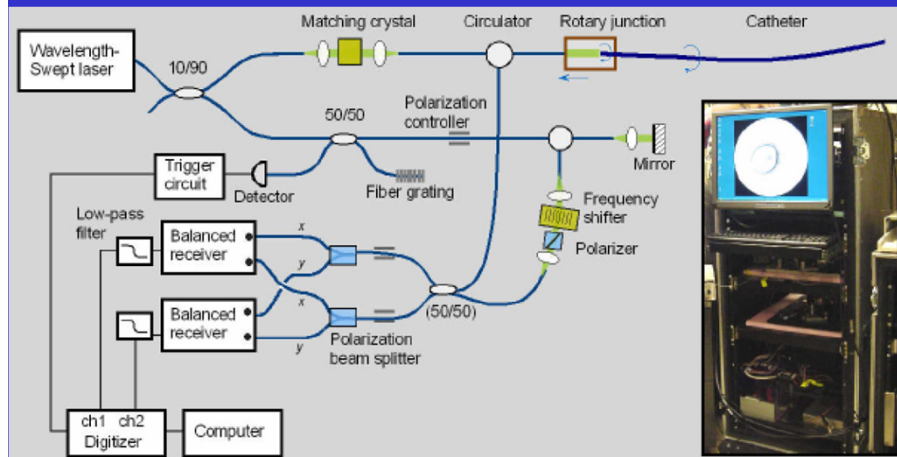 Matching crystal
Circulator
Rotary junction
Catheter
Wavelength-
Swept laser
10/90
50/50
Polarization
controller
Mirror
Trigger
circuit
Detector
Fiber grating
Frequency
shifter
Polarizer
Low-pass
filter
Balanced
receiver
x
y
x
y
Balanced
receiver
(50/50)
Polarization
beam splitter
ch1 ch2
Digitizer
Computer